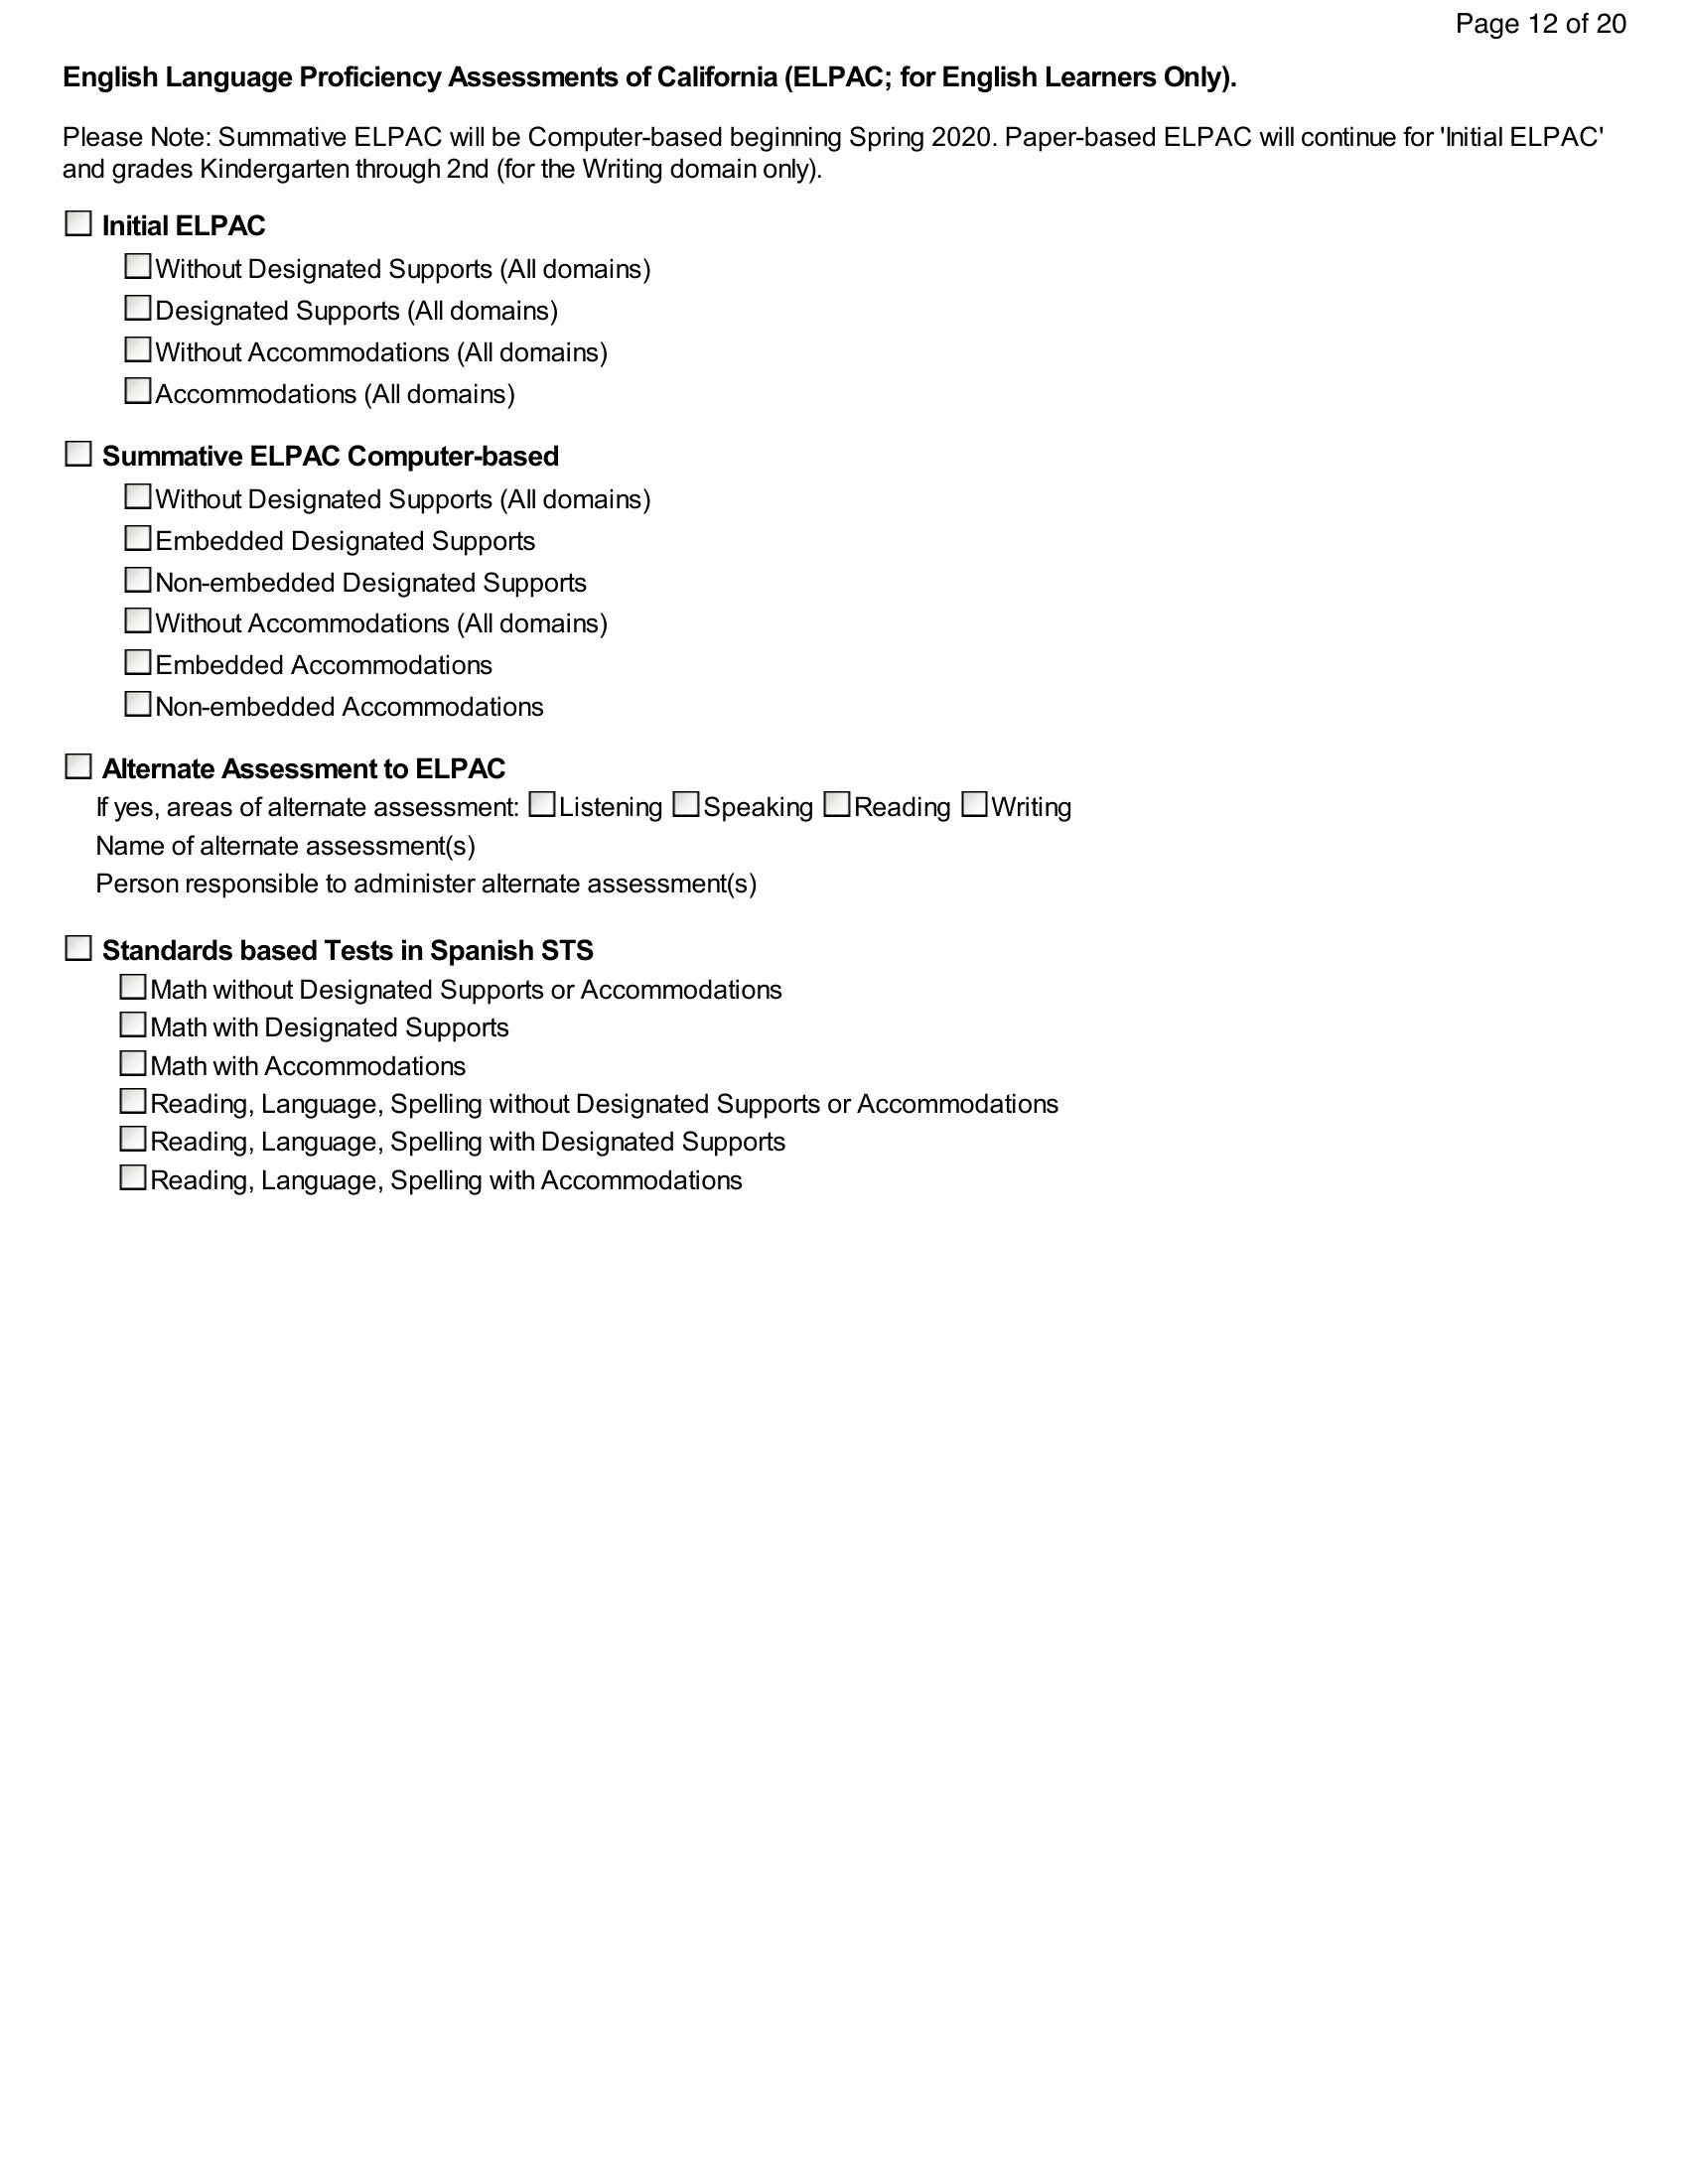 Page 12 of 20
English Language Proficiency Assessments of California (ELPAC; for English Learners Only).
Please Note: Summative ELPAC will be Computer-based beginning Spring 2020. Paper-based ELPAC will continue for 'Initial ELPAC'
and grades Kindergarten through 2nd (for the Writing domain only).
Initial ELPAC
Without Designated Supports (All domains)
Designated Supports (All domains)
Without Accommodations (All domains)
Accommodations (All domains)
Summative ELPAC Computer-based
Without Designated Supports (All domains)
Embedded Designated Supports
Non-embedded Designated Supports
Without Accommodations (All domains)
Embedded Accommodations
Non-embedded Accommodations
Alternate Assessment to ELPAC
If yes, areas of alternate assessment: Listening Speaking Reading Writing
Name of alternate assessment(s)
Person responsible to administer alternate assessment(s)
Standards based Tests in Spanish STS
Math without Designated Supports or Accommodations
Math with Designated Supports
Math with Accommodations
Reading, Language, Spelling without Designated Supports or Accommodations
Reading, Language, Spelling with Designated Supports
Reading, Language, Spelling with Accommodations